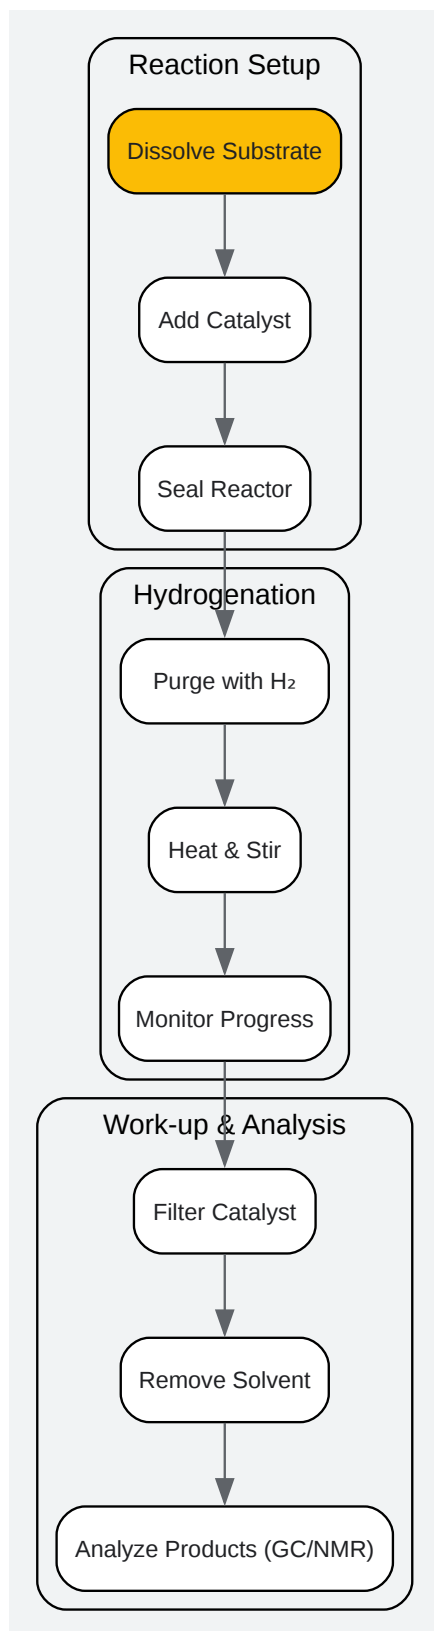 Reaction Setup
Dissolve Substrate
Add Catalyst
Seal Reactor
Hydrogenation
Purge with H₂
Heat & Stir
Monitor Progress
Work-up & Analysis
Filter Catalyst
Remove Solvent
Analyze Products (GC/NMR)